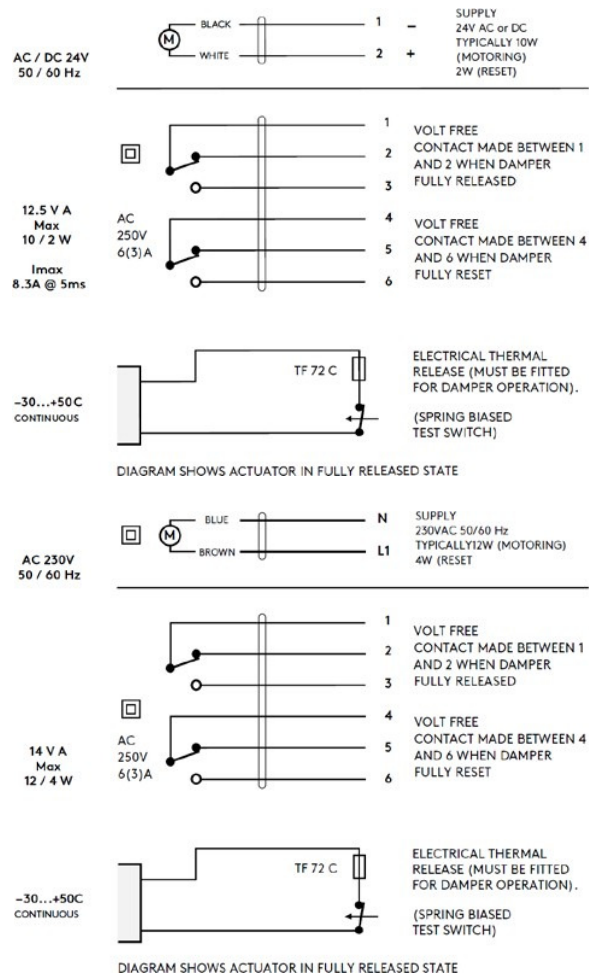 BLACK
1 –
SUPPLY
24V AC or DC
TYPICALLY 10W
(MOTORING)
2W (RESET)
M
WHITE
2 +
AC / DC 24V
50 / 60 Hz
1
2
3
VOLT FREE
CONTACT MADE BETWEEN 1
AND 2 WHEN DAMPER
FULLY RELEASED
12.5 V A
Max
10 / 2 W
Imax
8.3A @ 5ms
AC
250V
6(3)A
4
5
6
VOLT FREE
CONTACT MADE BETWEEN 4
AND 6 WHEN DAMPER
FULLY RESET
TF 72 C
ELECTRICAL THERMAL
RELEASE (MUST BE FITTED
FOR DAMPER OPERATION).
(SPRING BIASED
TEST SWITCH)
–30...+50C
CONTINUOUS
DIAGRAM SHOWS ACTUATOR IN FULLY RELEASED STATE
BLUE
N
SUPPLY
230VAC 50/60 Hz
TYPICALLY12W (MOTORING)
4W (RESET
M
BROWN
L1
AC 230V
50 / 60 Hz
1
2
3
VOLT FREE
CONTACT MADE BETWEEN 1
AND 2 WHEN DAMPER
FULLY RELEASED
14 V A
Max
12 / 4 W
AC
250V
6(3)A
4
5
6
VOLT FREE
CONTACT MADE BETWEEN 4
AND 6 WHEN DAMPER
FULLY RESET
TF 72 C
ELECTRICAL THERMAL
RELEASE (MUST BE FITTED
FOR DAMPER OPERATION).
(SPRING BIASED
TEST SWITCH)
–30...+50C
CONTINUOUS
DIAGRAM SHOWS ACTUATOR IN FULLY RELEASED STATE